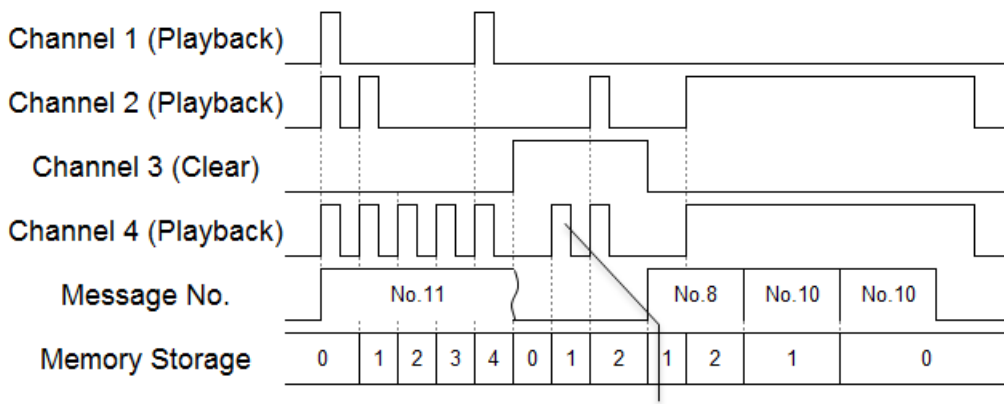 Channel 1 (Playback)
Channel 2 (Playback)
Channel 3 (Clear)
Channel 4 (Playback)
Message No. No.11 No.8 No.10 No.10
Memory Storage 0 1 2 3 4 0 1 2 1 2 1 0